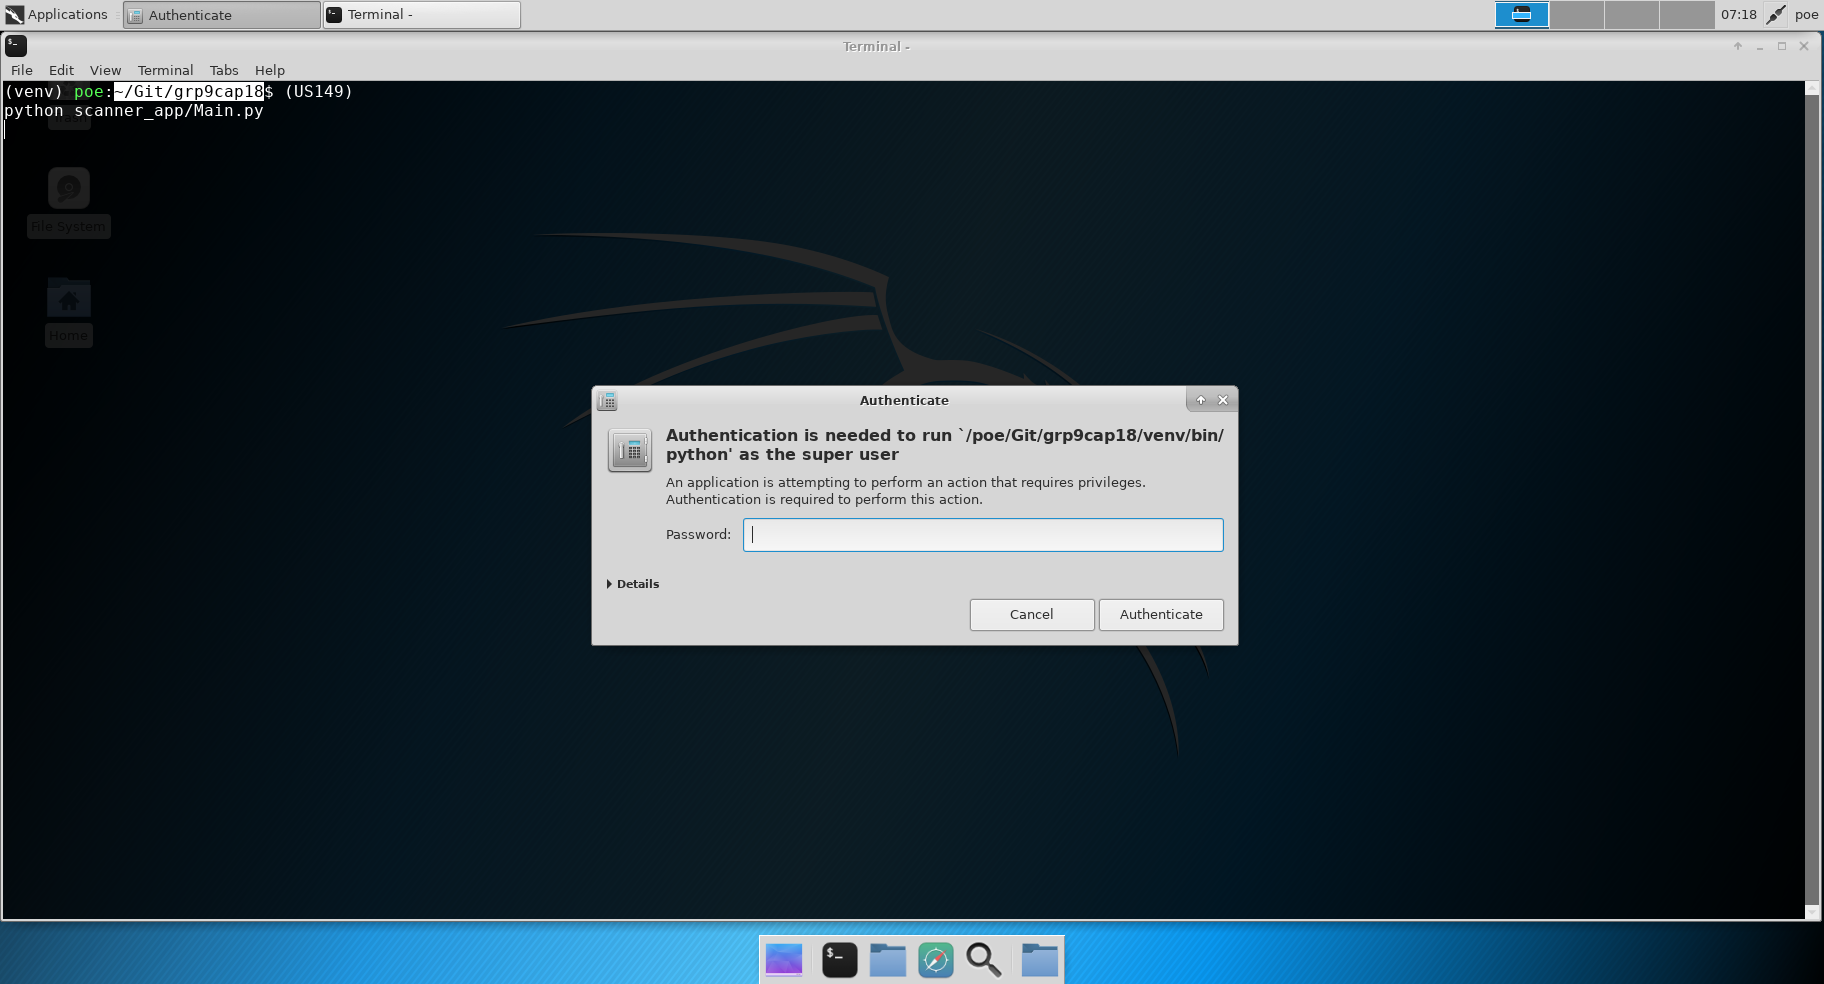 Applications
Authenticate
Terminal -
07:18
poe
Terminal -
File Edit View Terminal Tabs Help
(venv) poe:~/Git/grp9cap18$ (US149)
python scanner_app/Main.py
File System
Home
Authenticate
Authentication is needed to run `/poe/Git/grp9cap18/venv/bin/
python' as the super user
An application is attempting to perform an action that requires privileges.
Authentication is required to perform this action.
Password:
Details
Cancel
Authenticate
$_